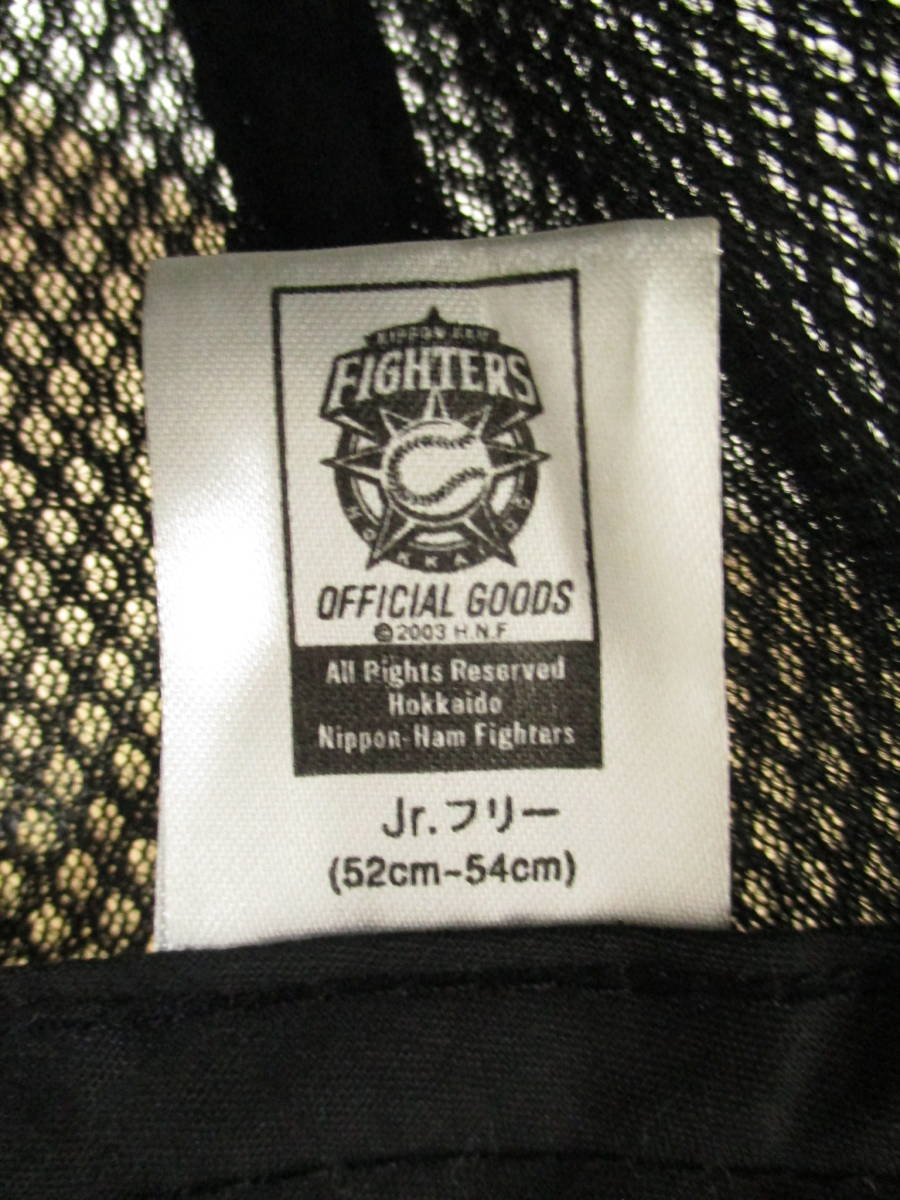 NIPPON-HAM
FIGHTERS
HOKKAIDO
OFFICIAL GOODS
©2003 H.N.F
All Rights Reserved
Hokkaido
Nippon-Ham Fighters
Jr.フリー
(52cm~54cm)